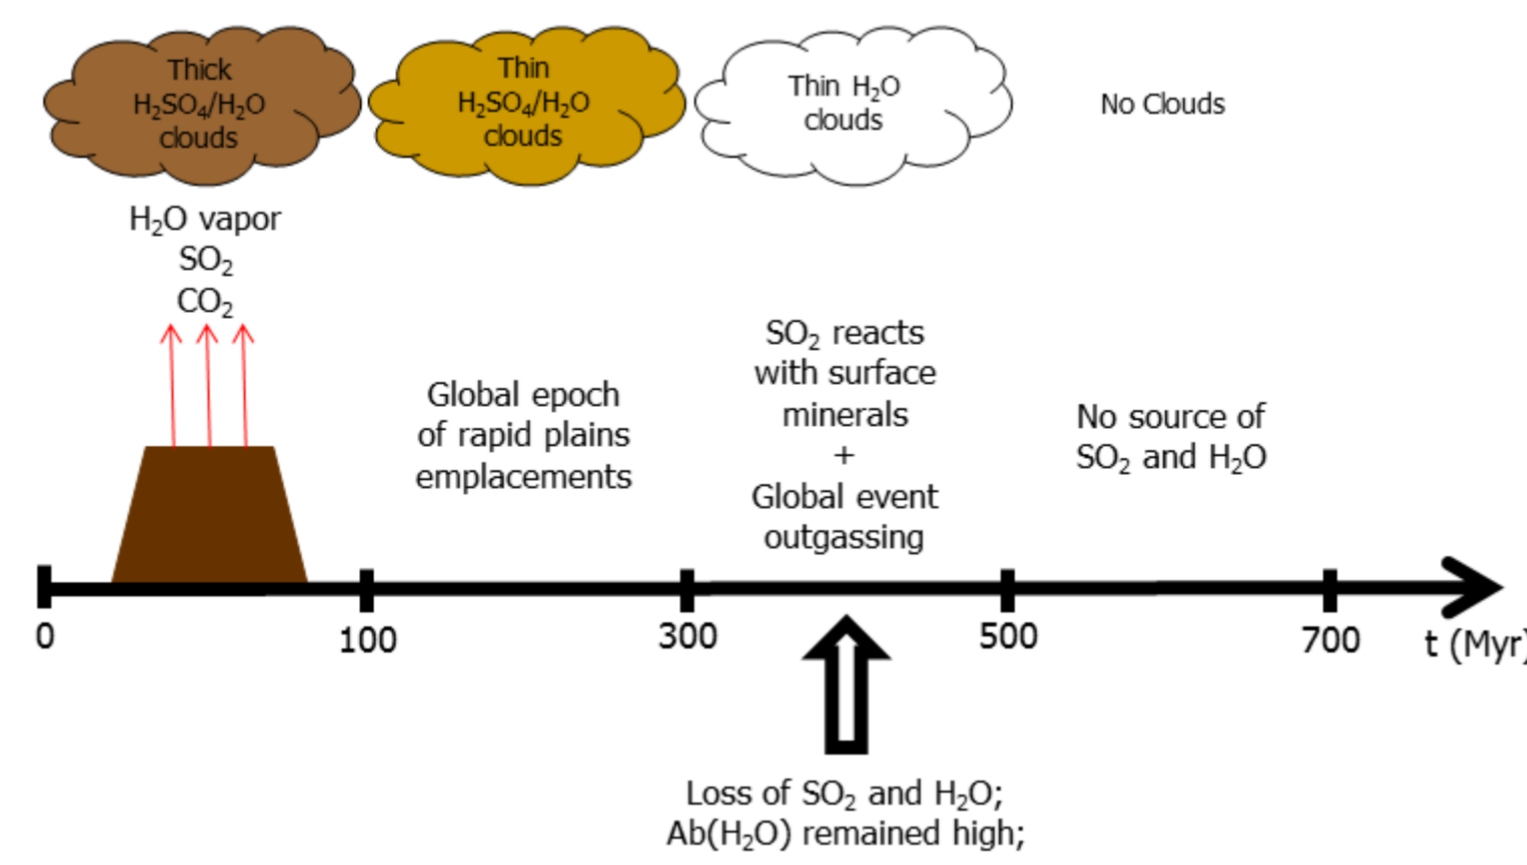 Thick
H₂SO₄/H₂O
clouds
Thin
H₂SO₄/H₂O
clouds
Thin H₂O
clouds
No Clouds
H₂O vapor
SO₂
CO₂
Global epoch
of rapid plains
emplacements
SO₂ reacts
with surface
minerals
+
Global event
outgassing
No source of
SO₂ and H₂O
0
100
300
500
700
t (Myr)
Loss of SO₂ and H₂O;
Ab(H₂O) remained high;